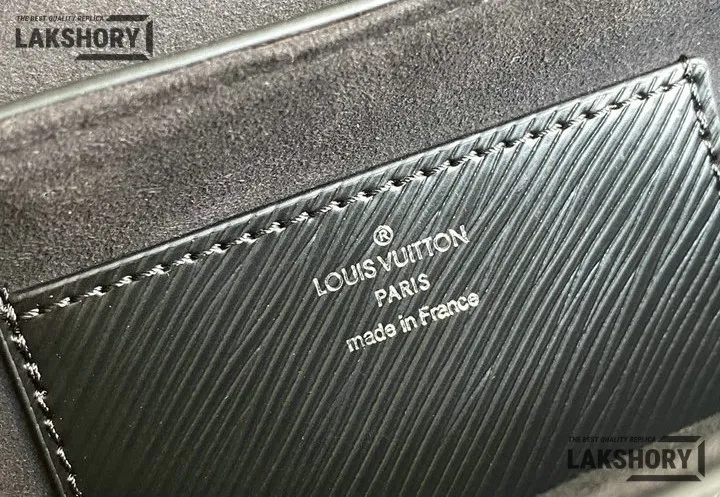 THE BEST QUALITY REPLICA
LAKSHORY
®
LOUIS VUITTON
PARIS
made in France
THE BEST QUALITY REPLICA
LAKSHORY